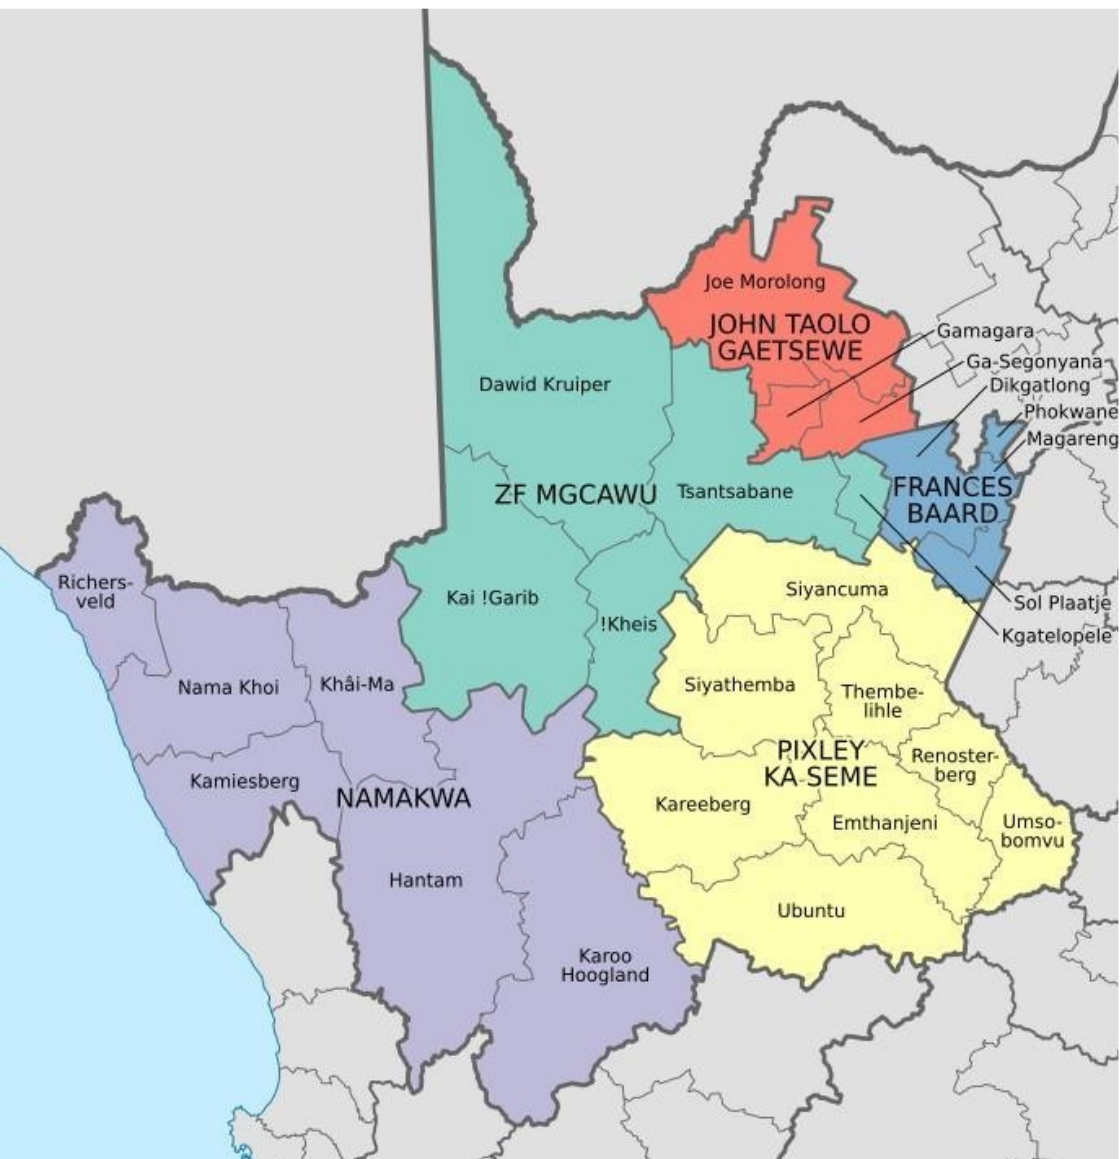 Joe Morolong
JOHN TAOLO
GAETSEWE
Gamagara
Ga-Segonyana
Dikgatlong
Phokwane
Magareng
Dawid Kruiper
ZF MGCAWU
Tsantsabane
FRANCES
BAARD
Richers-
veld
Kai !Garib
!Kheis
Siyancuma
Sol Plaatje
Kgatelopele
Nama Khoi
Khâi-Ma
Siyathemba
Thembe-
lihle
Kamiesberg
NAMAKWA
PIXLEY
KA SEME
Renoster-
berg
Kareeberg
Emthanjeni
Umso-
bomvu
Hantam
Ubuntu
Karoo
Hoogland